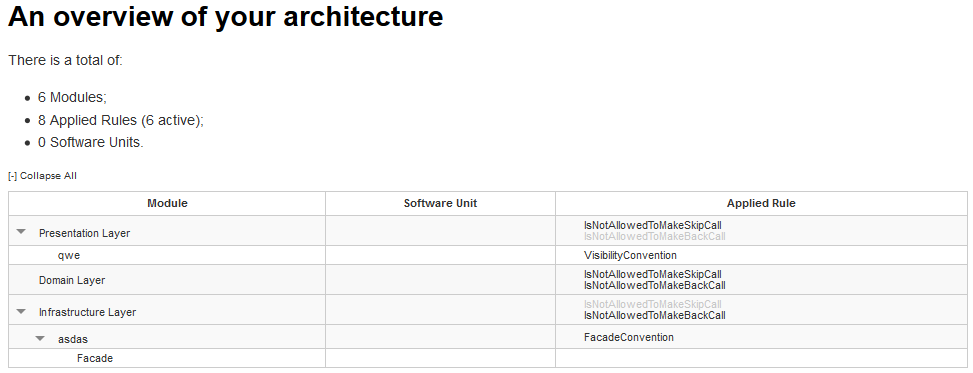 An overview of your architecture
There is a total of:
6 Modules;
8 Applied Rules (6 active);
0 Software Units.
[-] Collapse All
Module Software Unit Applied Rule
Presentation Layer IsNotAllowedToMakeSkipCall
IsNotAllowedToMakeBackCall
qwe VisibilityConvention
Domain Layer IsNotAllowedToMakeSkipCall
IsNotAllowedToMakeBackCall
Infrastructure Layer IsNotAllowedToMakeSkipCall
IsNotAllowedToMakeBackCall
asdas FacadeConvention
Facade